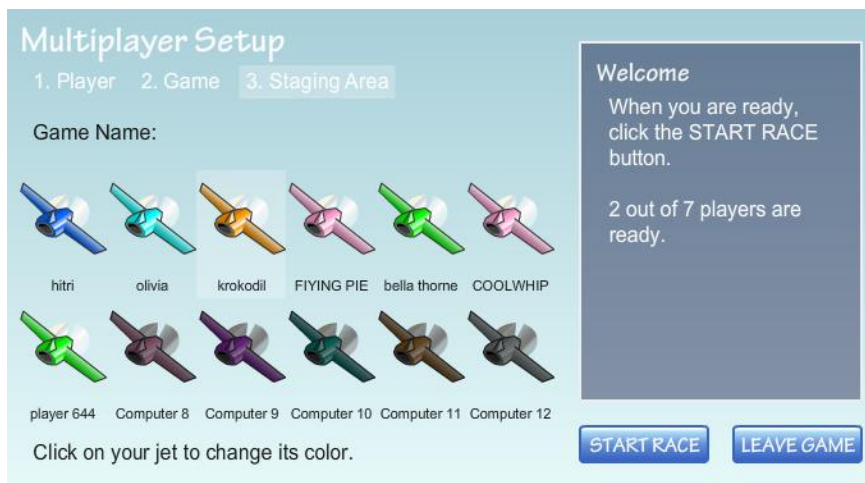 Multiplayer Setup
1. Player 2. Game 3. Staging Area
Game Name:
hitri olivia krokodil FIYING PIE bella thorne COOLWHIP
player 644 Computer 8 Computer 9 Computer 10 Computer 11 Computer 12
Click on your jet to change its color.
Welcome
When you are ready,
click the START RACE
button.
2 out of 7 players are
ready.
START RACE LEAVE GAME